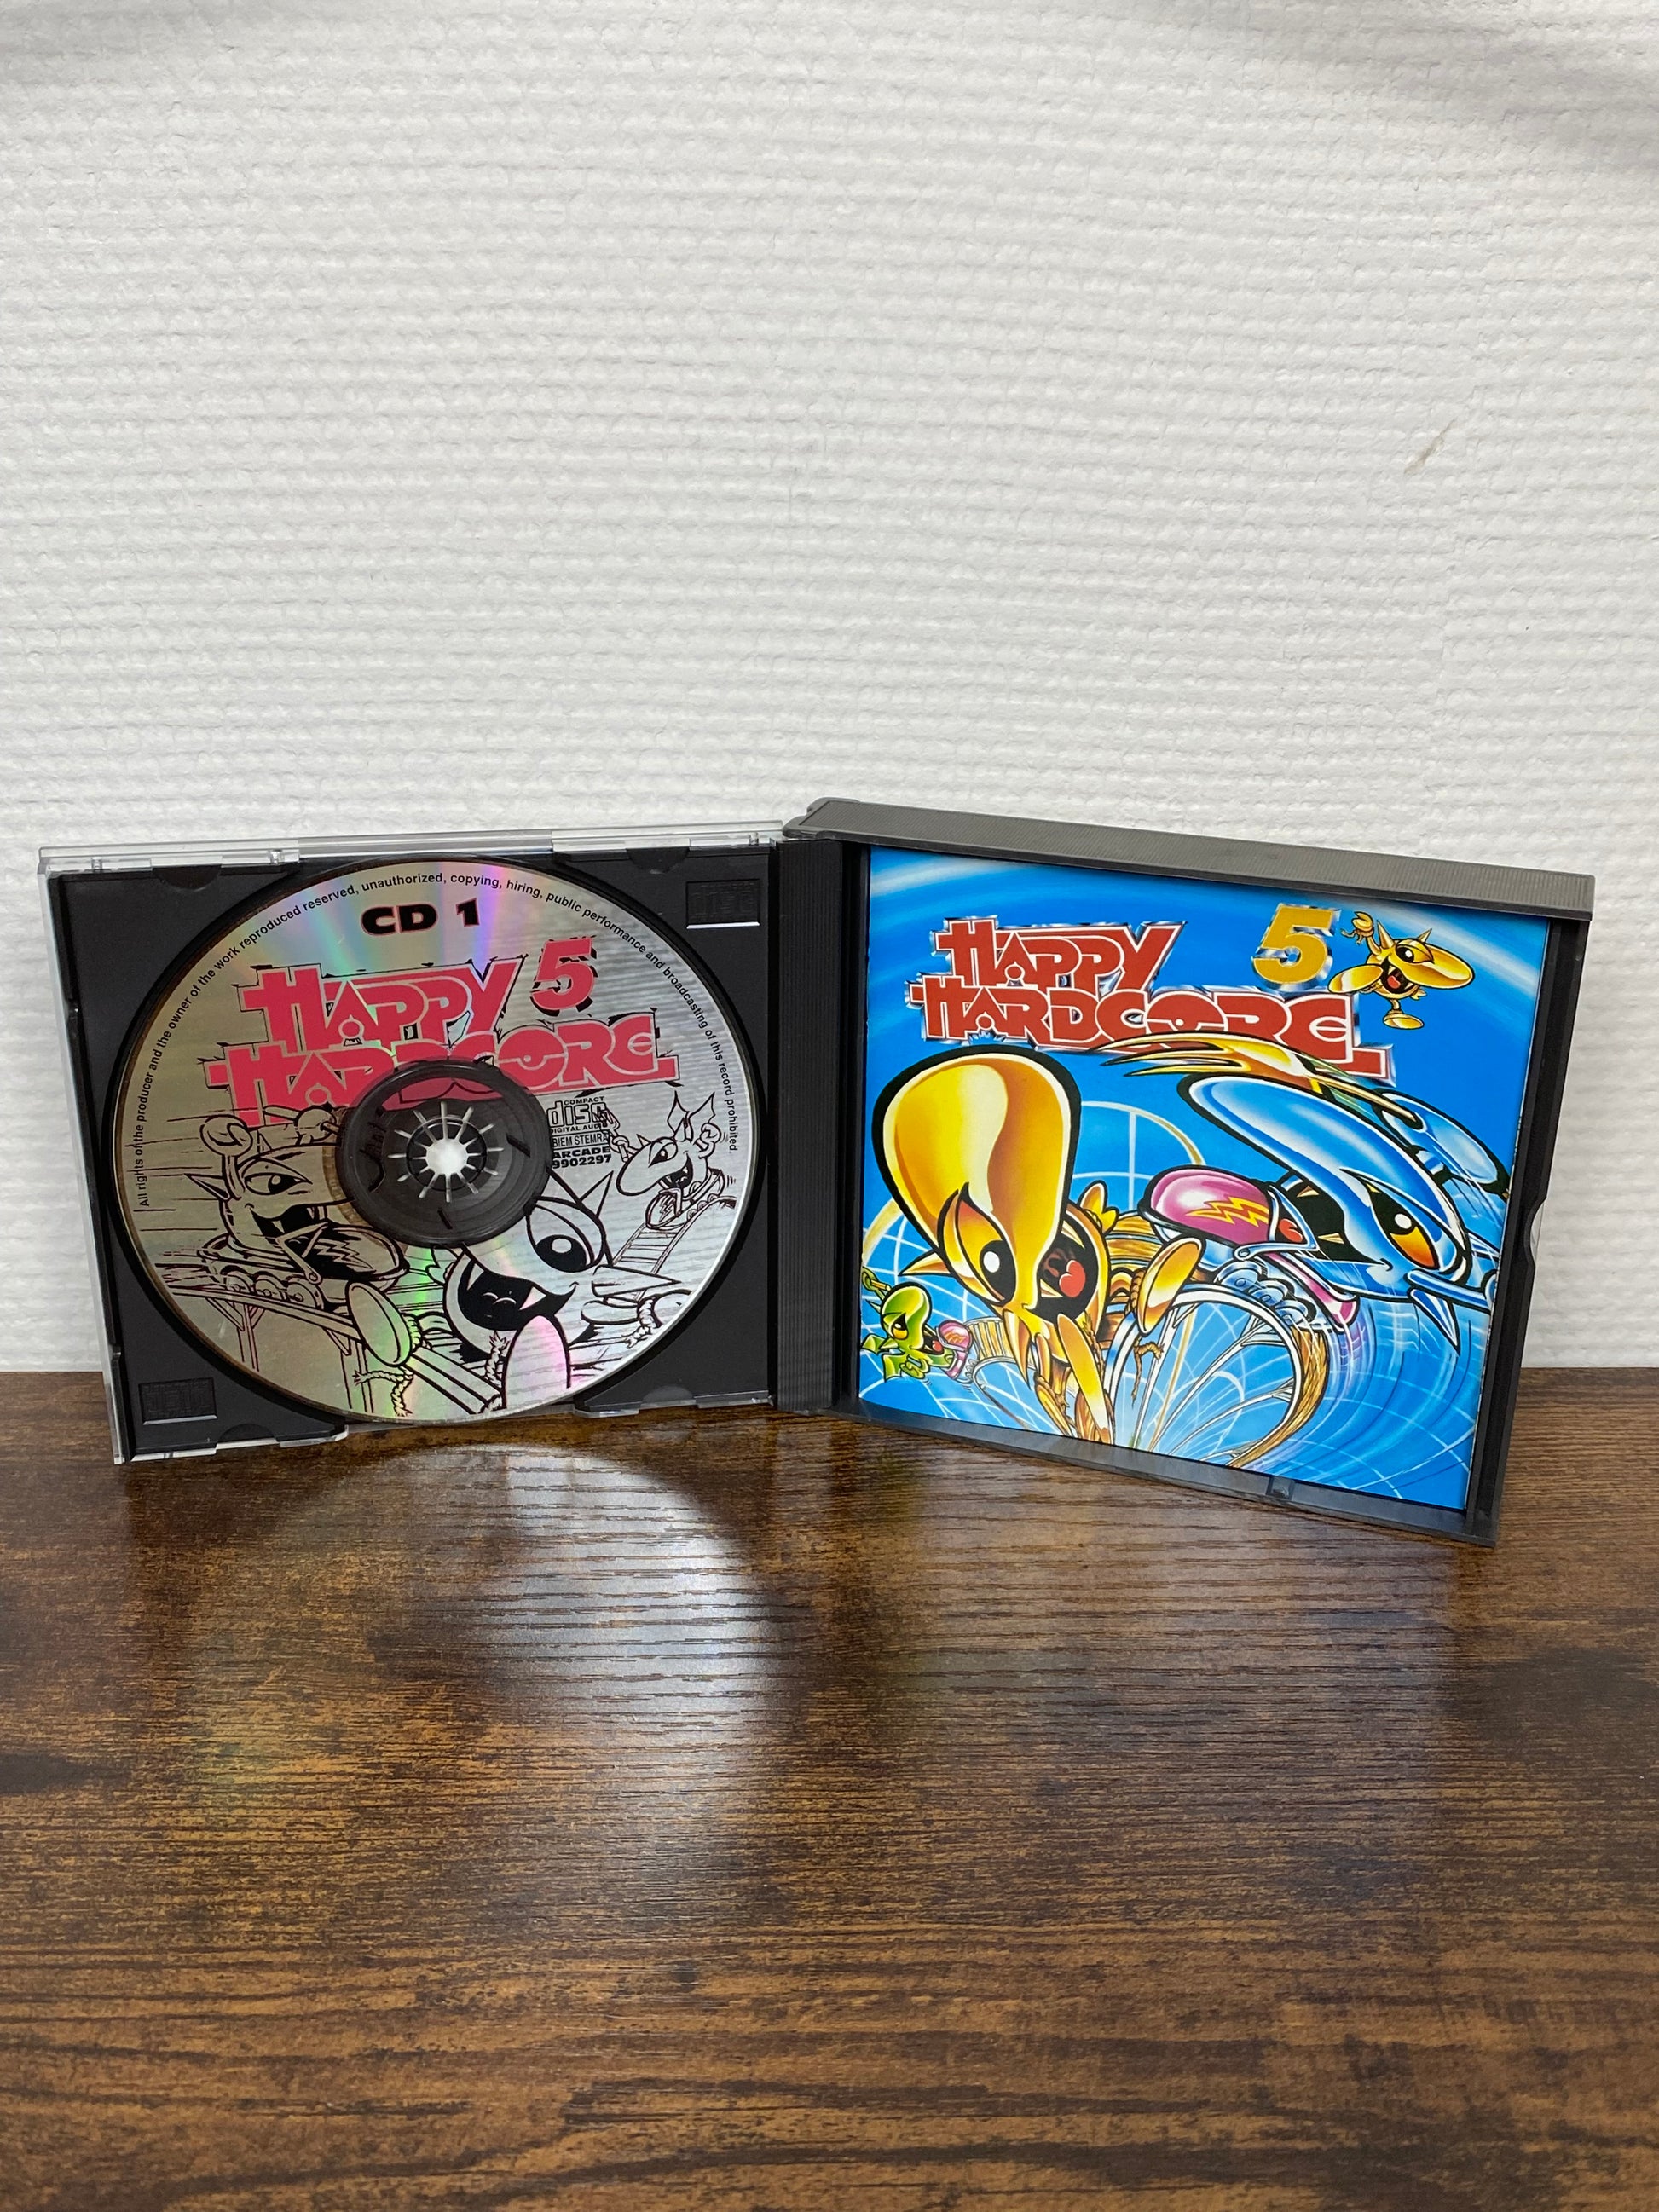 All rights of the producer and the owner of the work reproduced reserved, unauthorized, copying, hiring, public performance and broadcasting of this record prohibited.
CD 1
HAPPY 5
HARDCORE
COMPACT
disc
DIGITAL AUDIO
BIEM STEMRA
ARCADE
9902297
HAPPY 5
HARDCORE